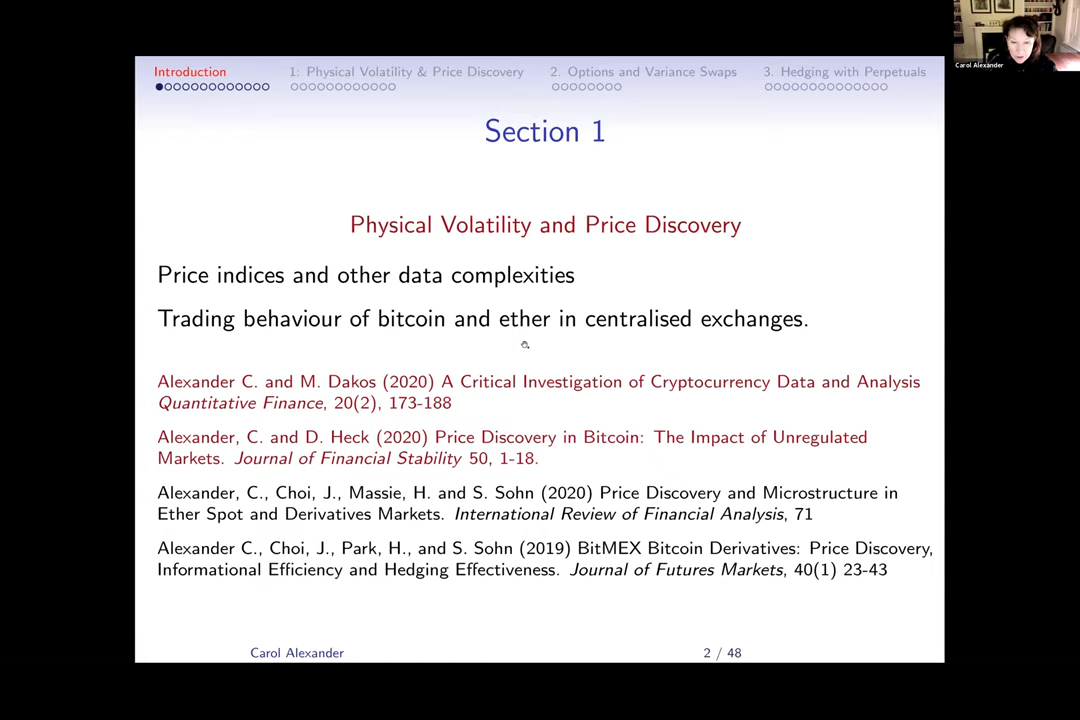 Introduction
1: Physical Volatility & Price Discovery
2. Options and Variance Swaps
3. Hedging with Perpetuals
Carol Alexander
Section 1
Physical Volatility and Price Discovery
Price indices and other data complexities
Trading behaviour of bitcoin and ether in centralised exchanges.
Alexander C. and M. Dakos (2020) A Critical Investigation of Cryptocurrency Data and Analysis
Quantitative Finance, 20(2), 173-188
Alexander, C. and D. Heck (2020) Price Discovery in Bitcoin: The Impact of Unregulated
Markets. Journal of Financial Stability 50, 1-18.
Alexander, C., Choi, J., Massie, H. and S. Sohn (2020) Price Discovery and Microstructure in
Ether Spot and Derivatives Markets. International Review of Financial Analysis, 71
Alexander C., Choi, J., Park, H., and S. Sohn (2019) BitMEX Bitcoin Derivatives: Price Discovery,
Informational Efficiency and Hedging Effectiveness. Journal of Futures Markets, 40(1) 23-43
Carol Alexander
2 / 48